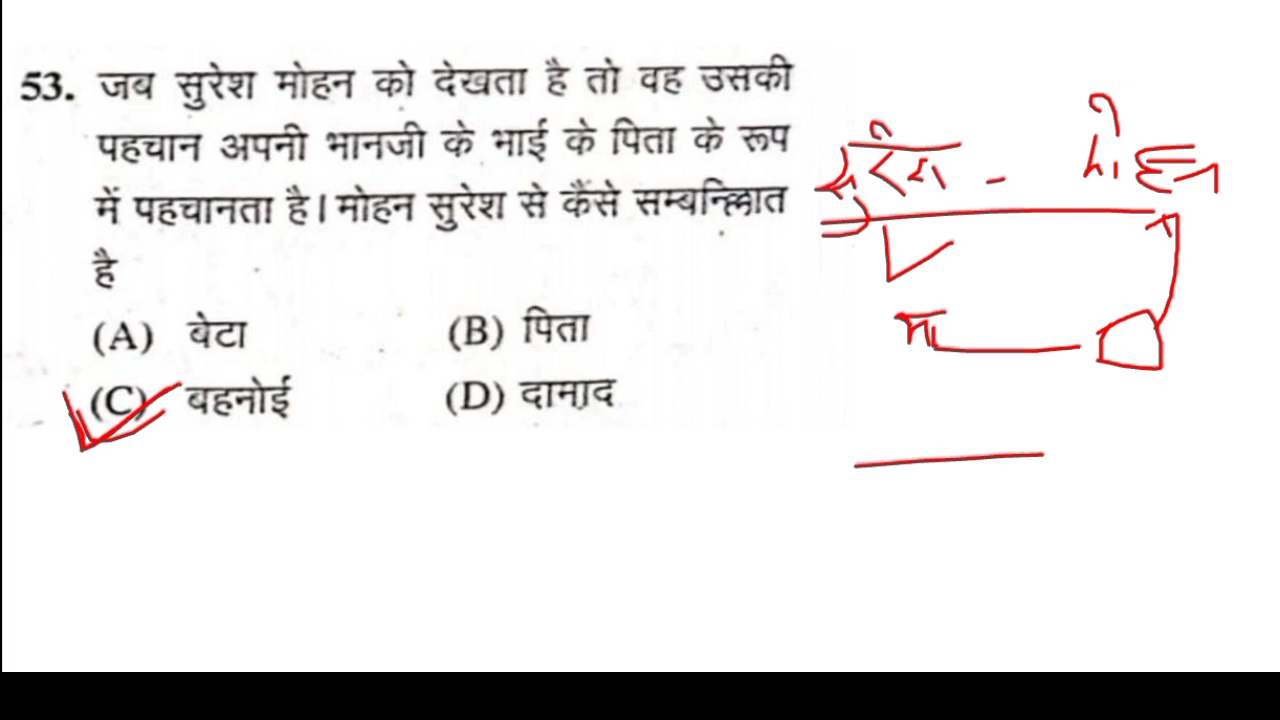 53. जब सुरेश मोहन को देखता है तो वह उसकी
पहचान अपनी भानजी के भाई के पिता के रूप
में पहचानता है। मोहन सुरेश से कैसे सम्बन्ल्लित
है
(A) बेटा (B) पिता
(C) बहनोई (D) दामाद
सुरेश - मोहन